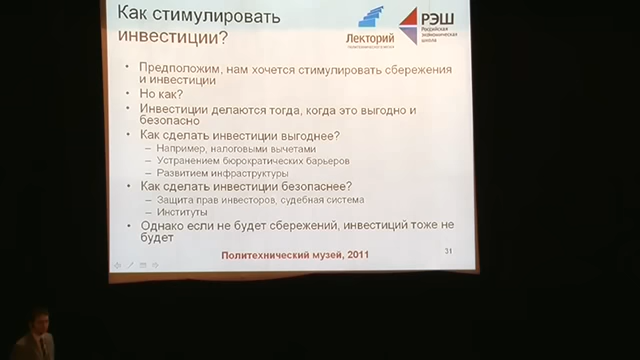 Как стимулировать
инвестиции?
Лекторий
ПОЛИТЕХНИЧЕСКОГО МУЗЕЯ
РЭШ
Российская
экономическая
школа
• Предположим, нам хочется стимулировать сбережения
и инвестиции
• Но как?
• Инвестиции делаются тогда, когда это выгодно и
безопасно
• Как сделать инвестиции выгоднее?
– Например, налоговыми вычетами
– Устранением бюрократических барьеров
– Развитием инфраструктуры
• Как сделать инвестиции безопаснее?
– Защита прав инвесторов, судебная система
– Институты
• Однако если не будет сбережений, инвестиций тоже не
будет
Политехнический музей, 2011
31